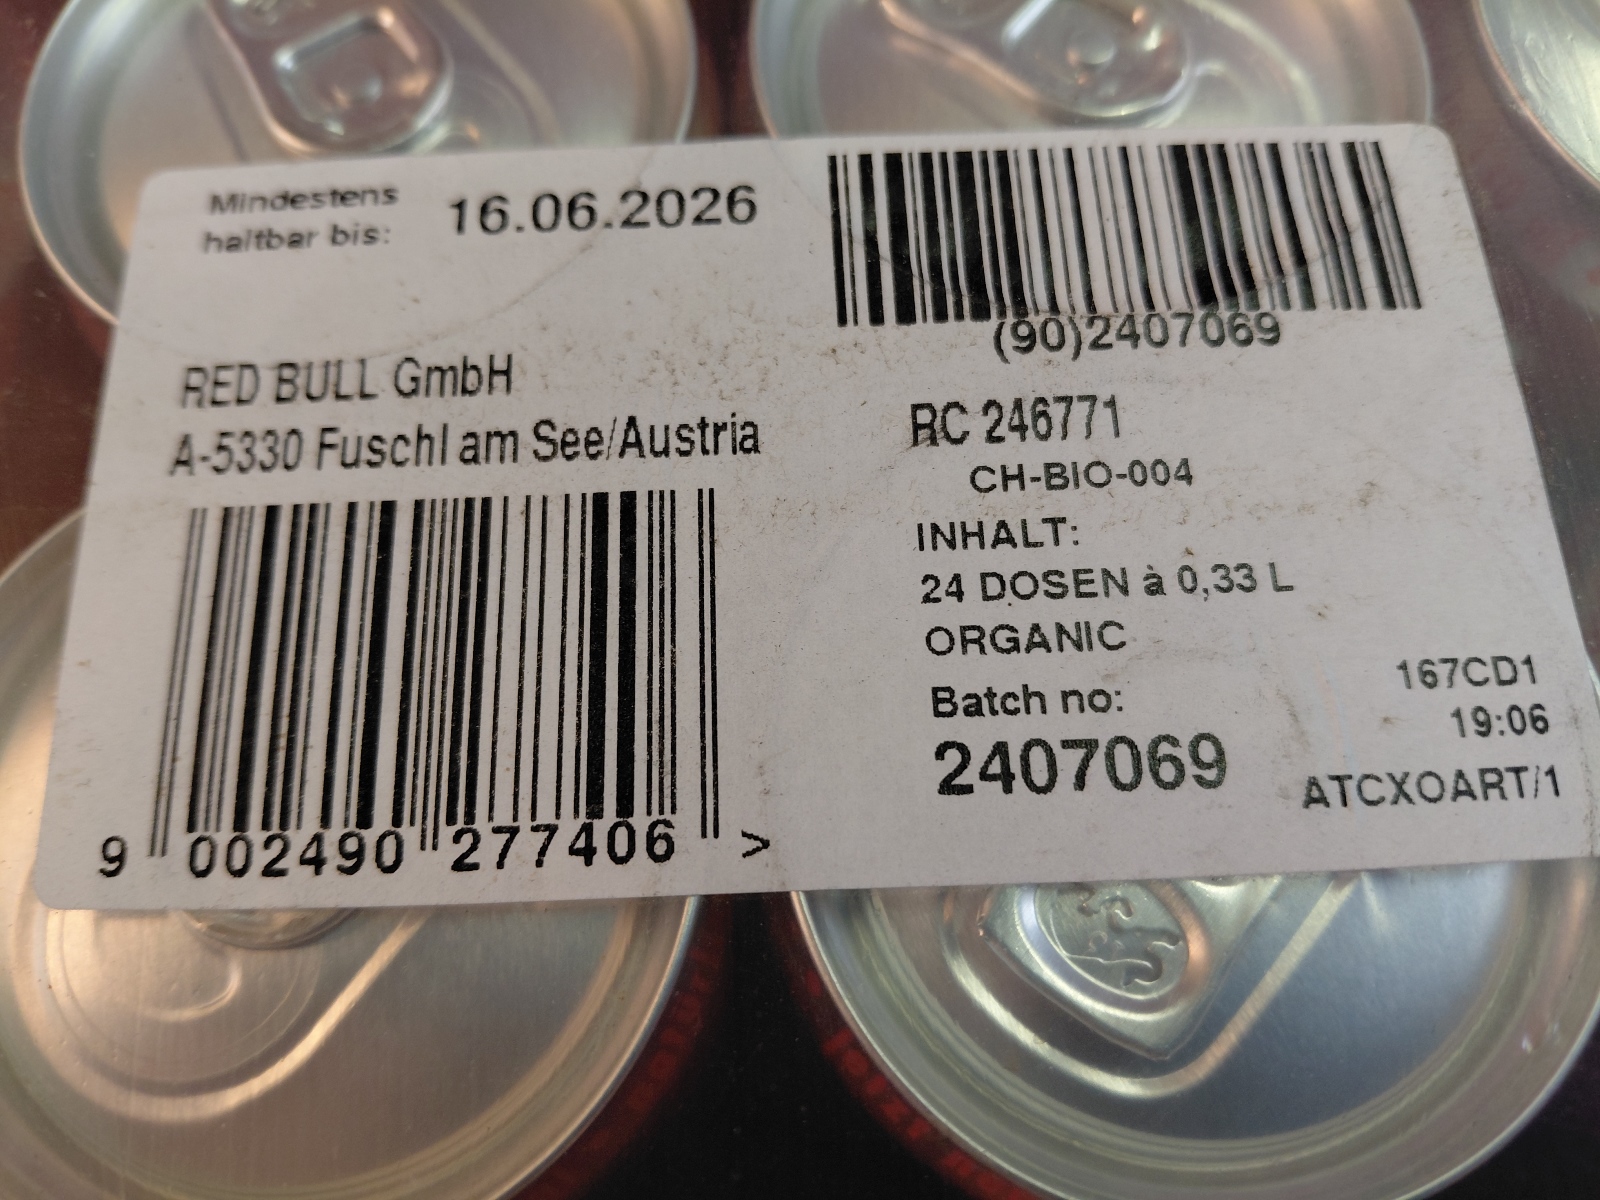 Mindestens
haltbar bis:
16.06.2026
(90)2407069
RED BULL GmbH
A-5330 Fuschl am See/Austria
RC 246771
CH-BIO-004
INHALT:
24 DOSEN à 0,33 L
ORGANIC
Batch no:
2407069
167CD1
19:06
ATCXOART/1
9 002490 277406 >